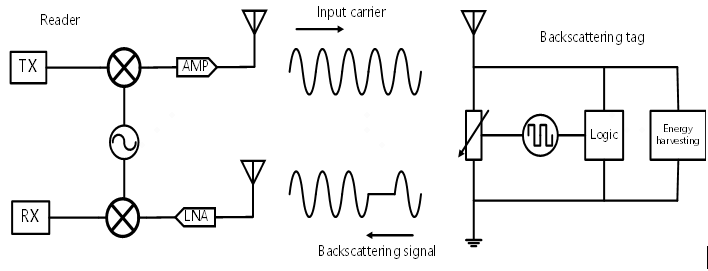 Reader
Input carrier
Backscattering tag
TX
AMP
Logic
Energy
harvesting
RX
LNA
Backscattering signal